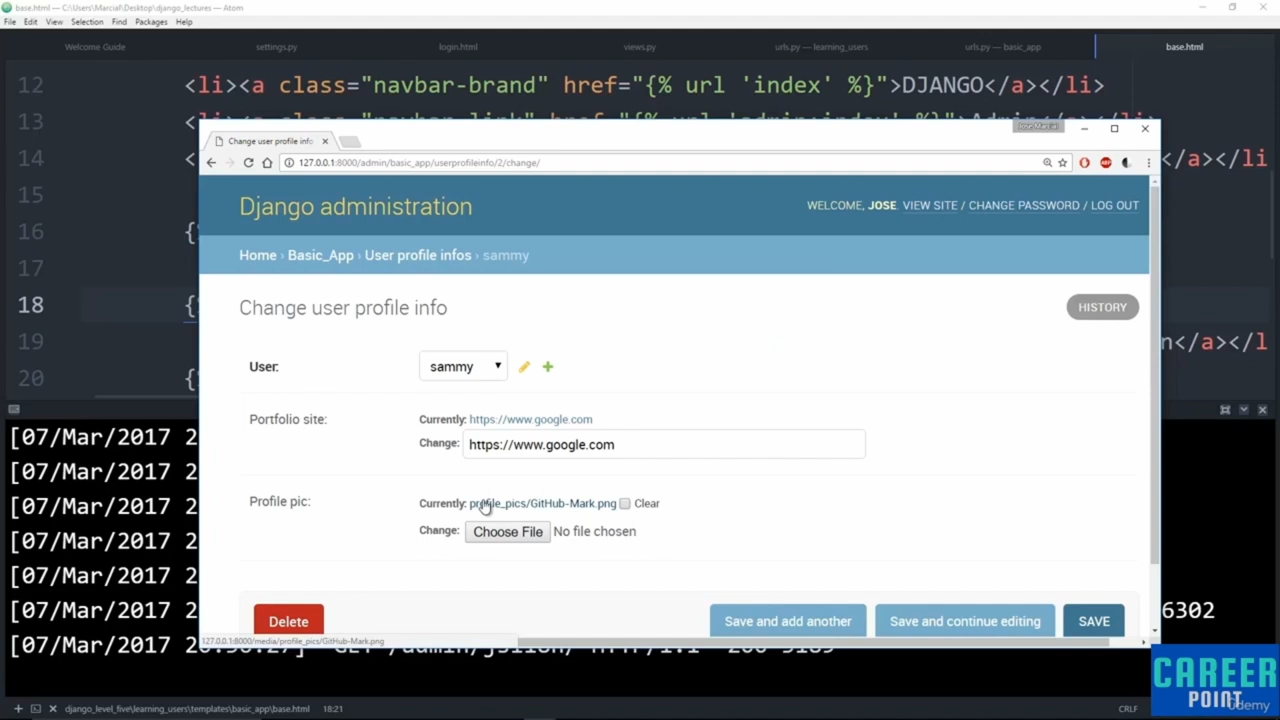 base.html — C:\Users\Marcial\Desktop\django_lectures — Atom
File Edit View Selection Find Packages Help
Welcome Guide settings.py login.html views.py urls.py — learning_users urls.py — basic_app base.html
12 <li><a class="navbar-brand" href="{% url 'index' %}">DJANGO</a></li>
13
14 </a></li
15
16
17
18
19 n</a></l
20
Change user profile info
Jose Marcial
127.0.0.1:8000/admin/basic_app/userprofileinfo/2/change/
Django administration
WELCOME, JOSE. VIEW SITE / CHANGE PASSWORD / LOG OUT
Home › Basic_App › User profile infos › sammy
Change user profile info
HISTORY
User: sammy
Portfolio site: Currently: https://www.google.com
Change: https://www.google.com
Profile pic: Currently: profile_pics/GitHub-Mark.png Clear
Change: Choose File No file chosen
Delete Save and add another Save and continue editing SAVE
127.0.0.1:8000/media/profile_pics/GitHub-Mark.png
[07/Mar/2017 2
[07/Mar/2017 2
[07/Mar/2017 2
[07/Mar/2017 2
[07/Mar/2017 2
[07/Mar/2017 2 6302
[07/Mar/2017 2
CAREER
POINT
Udemy
django_level_five\learning_users\templates\basic_app\base.html 18:21 CRLF